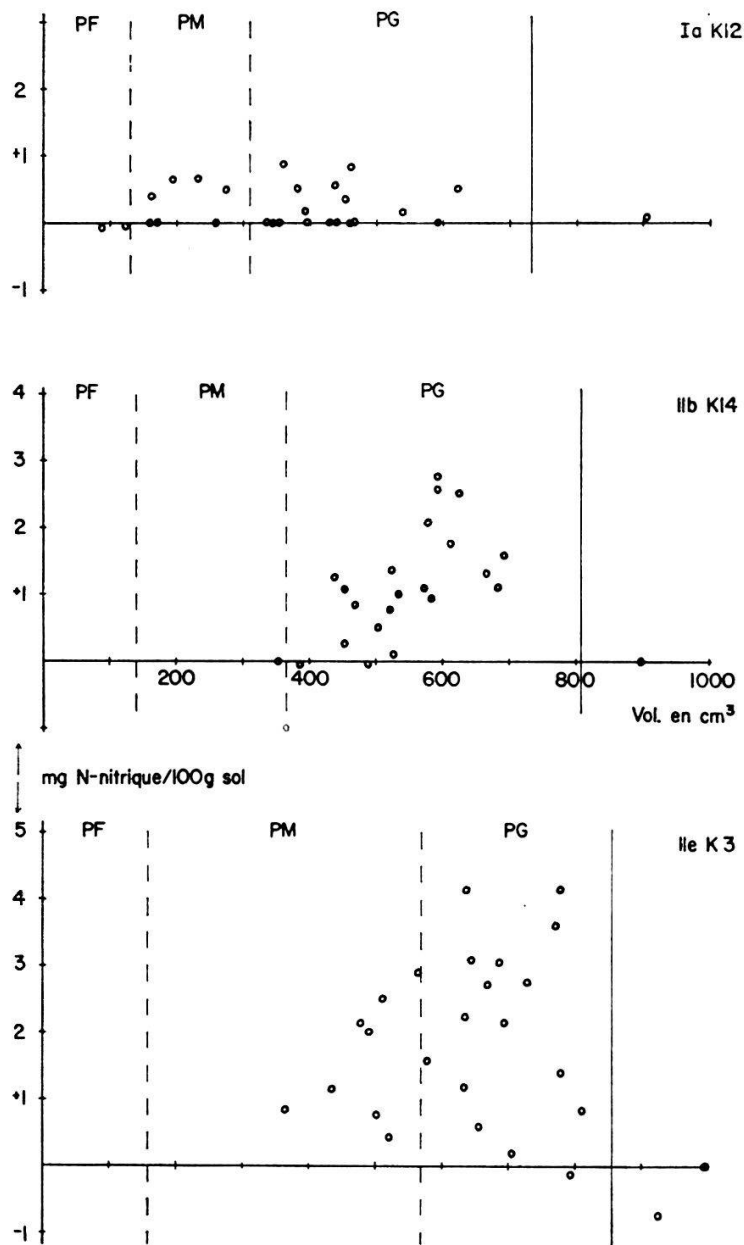 PF PM PG Ia K12
2
+1
-1
PF PM PG IIb K14
4
3
2
+1
200 400 600 800 1000
Vol. en cm³
mg N-nitrique/100g sol
PF PM PG IIe K3
5
4
3
2
+1
-1